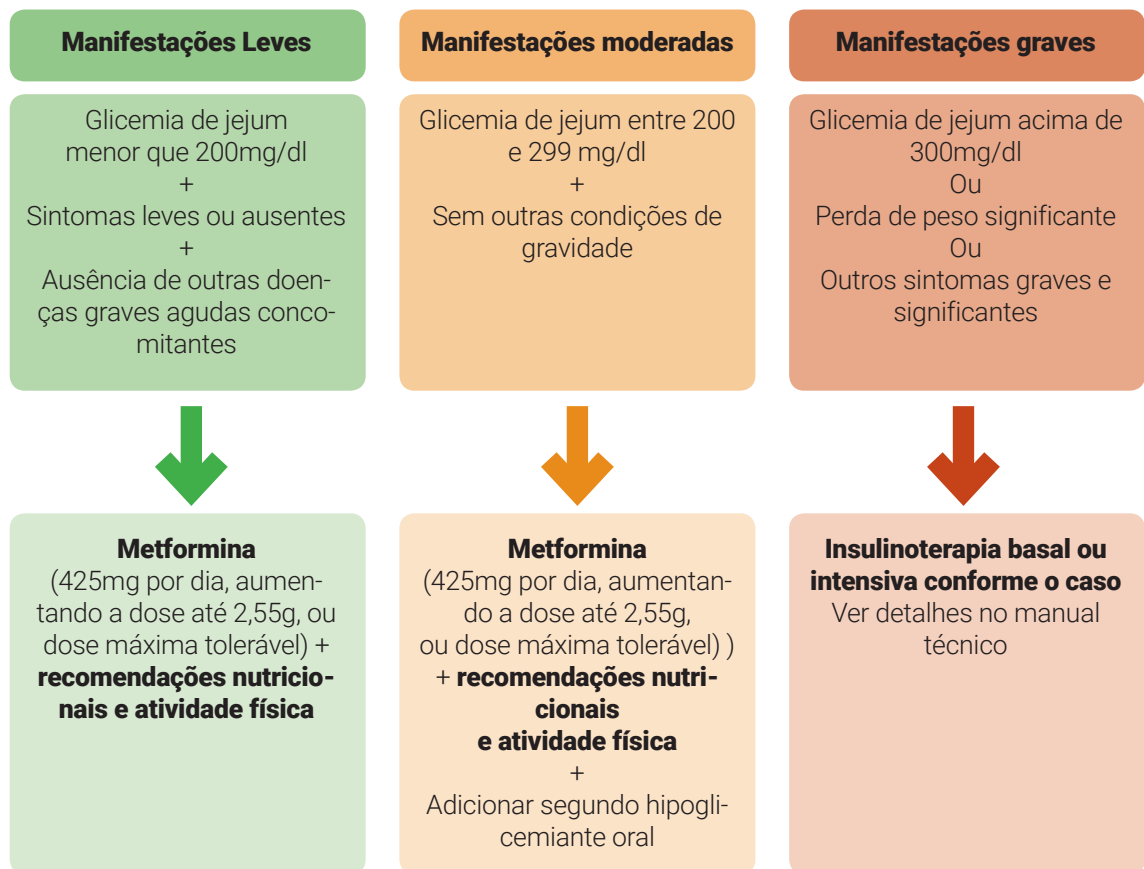 Manifestações Leves
Glicemia de jejum
menor que 200mg/dl
+
Sintomas leves ou ausentes
+
Ausência de outras doen-
ças graves agudas conco-
mitantes
Metformina
(425mg por dia, aumen-
tando a dose até 2,55g, ou
dose máxima tolerável) +
recomendações nutricio-
nais e atividade física
Manifestações moderadas
Glicemia de jejum entre 200
e 299 mg/dl
+
Sem outras condições de
gravidade
Metformina
(425mg por dia, aumentan-
do a dose até 2,55g,
ou dose máxima tolerável) )
+ recomendações nutri-
cionais
e atividade física
+
Adicionar segundo hipogli-
cemiante oral
Manifestações graves
Glicemia de jejum acima de
300mg/dl
Ou
Perda de peso significante
Ou
Outros sintomas graves e
significantes
Insulinoterapia basal ou
intensiva conforme o caso
Ver detalhes no manual
técnico